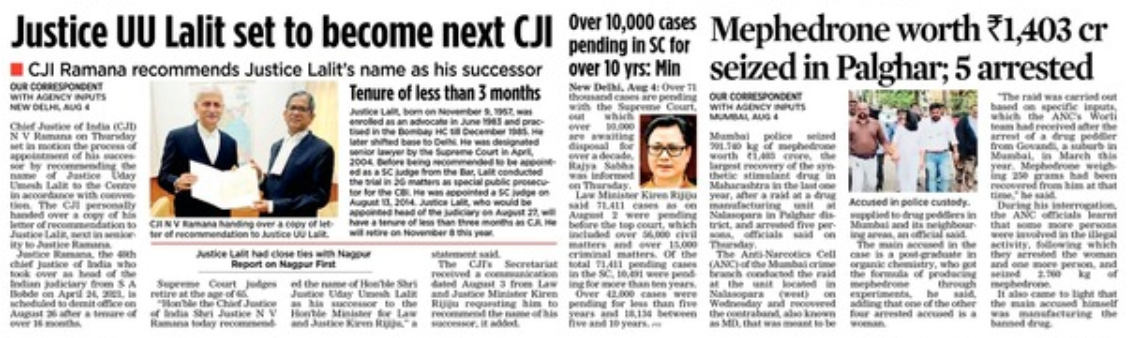 Justice UU Lalit set to become next CJI
CJI Ramana recommends Justice Lalit's name as his successor
OUR CORRESPONDENT
WITH AGENCY INPUTS
NEW DELHI, AUG 4
Chief Justice of India (CJI)
N V Ramana on Thursday
set in motion the process of
appointment of his succes-
sor by recommending the
name of Justice Uday
Umesh Lalit to the Centre
in accordance with conven-
tion. The CJI personally
handed over a copy of his
letter of recommendation to
Justice Lalit, next in senior-
ity to Justice Ramana.
Justice Ramana, the 48th
chief justice of India who
took over as head of the
Indian judiciary from S A
Bobde on April 24, 2021, is
scheduled to demit office on
August 26 after a tenure of
over 16 months.
CJI N V Ramana handing over a copy of let-
ter of recommendation to Justice UU Lalit.
Tenure of less than 3 months
Justice Lalit, born on November 9, 1957, was
enrolled as an advocate in June 1983 and prac-
tised in the Bombay HC till December 1985. He
later shifted base to Delhi. He was designated
senior lawyer by the Supreme Court in April,
2004. Before being recommended to be appoint-
ed as a SC judge from the Bar, Lalit conducted
the trial in 2G matters as special public prosecu-
tor for the CBI. He was appointed a SC judge on
August 13, 2014. Justice Lalit, who would be
appointed head of the judiciary on August 27, will
have a tenure of less than three months as CJI. He
will retire on November 8 this year.
Justice Lalit had close ties with Nagpur
Report on Nagpur First
Supreme Court judges
retire at the age of 65.
"Hon'ble the Chief Justice
of India Shri Justice N V
Ramana today recommend-
ed the name of Hon'ble Shri
Justice Uday Umesh Lalit
as his successor to the
Hon'ble Minister for Law
and Justice Kiren Rijiju," a
statement said.
The CJI's Secretariat
received a communication
dated August 3 from Law
and Justice Minister Kiren
Rijiju requesting him to
recommend the name of his
successor, it added.
Over 10,000 cases
pending in SC for
over 10 yrs: Min
New Delhi, Aug 4: Over 71
thousand cases are pending
with the Supreme Court,
out which
over 10,000
are awaiting
disposal for
over a decade,
Rajya Sabha
was informed
on Thursday.
Law Minister Kiren Rijiju
said 71,411 cases as on
August 2 were pending
before the top court, which
included over 56,000 civil
matters and over 15,000
criminal matters. Of the
total 71,411 pending cases
in the SC, 10,491 were pend-
ing for more than ten years.
Over 42,000 cases were
pending for less than five
years and 18,134 between
five and 10 years.
Mephedrone worth ₹1,403 cr
seized in Palghar; 5 arrested
OUR CORRESPONDENT
WITH AGENCY INPUTS
MUMBAI, AUG 4
Mumbai police seized
701.740 kg of mephedrone
worth ₹1,403 crore, the
largest recovery of the syn-
thetic stimulant drug in
Maharashtra in the last one
year, after a raid at a drug
manufacturing unit at
Nalasopara in Palghar dis-
trict, and arrested five per-
sons, officials said on
Thursday.
The Anti-Narcotics Cell
(ANC) of the Mumbai crime
branch conducted the raid
at the unit located in
Nalasopara (west) on
Wednesday and recovered
the contraband, also known
as MD, that was meant to be
Accused in police custody.
supplied to drug peddlers in
Mumbai and its neighbour-
ing areas, an official said.
The main accused in the
case is a post-graduate in
organic chemistry, who got
the formula of producing
mephedrone through
experiments, he said,
adding that one of the other
four arrested accused is a
woman.
"The raid was carried out
based on specific inputs,
which the ANC's Worli
team had received after the
arrest of a drug peddler
from Govandi, a suburb in
Mumbai, in March this
year. Mephedrone weigh-
ing 250 grams had been
recovered from him at that
time," he said.
During his interrogation,
the ANC officials learnt
that some more persons
were involved in the illegal
activity, following which
they arrested the woman
and one more person, and
seized 2.760 kg of
mephedrone.
It also came to light that
the main accused himself
was manufacturing the
banned drug.